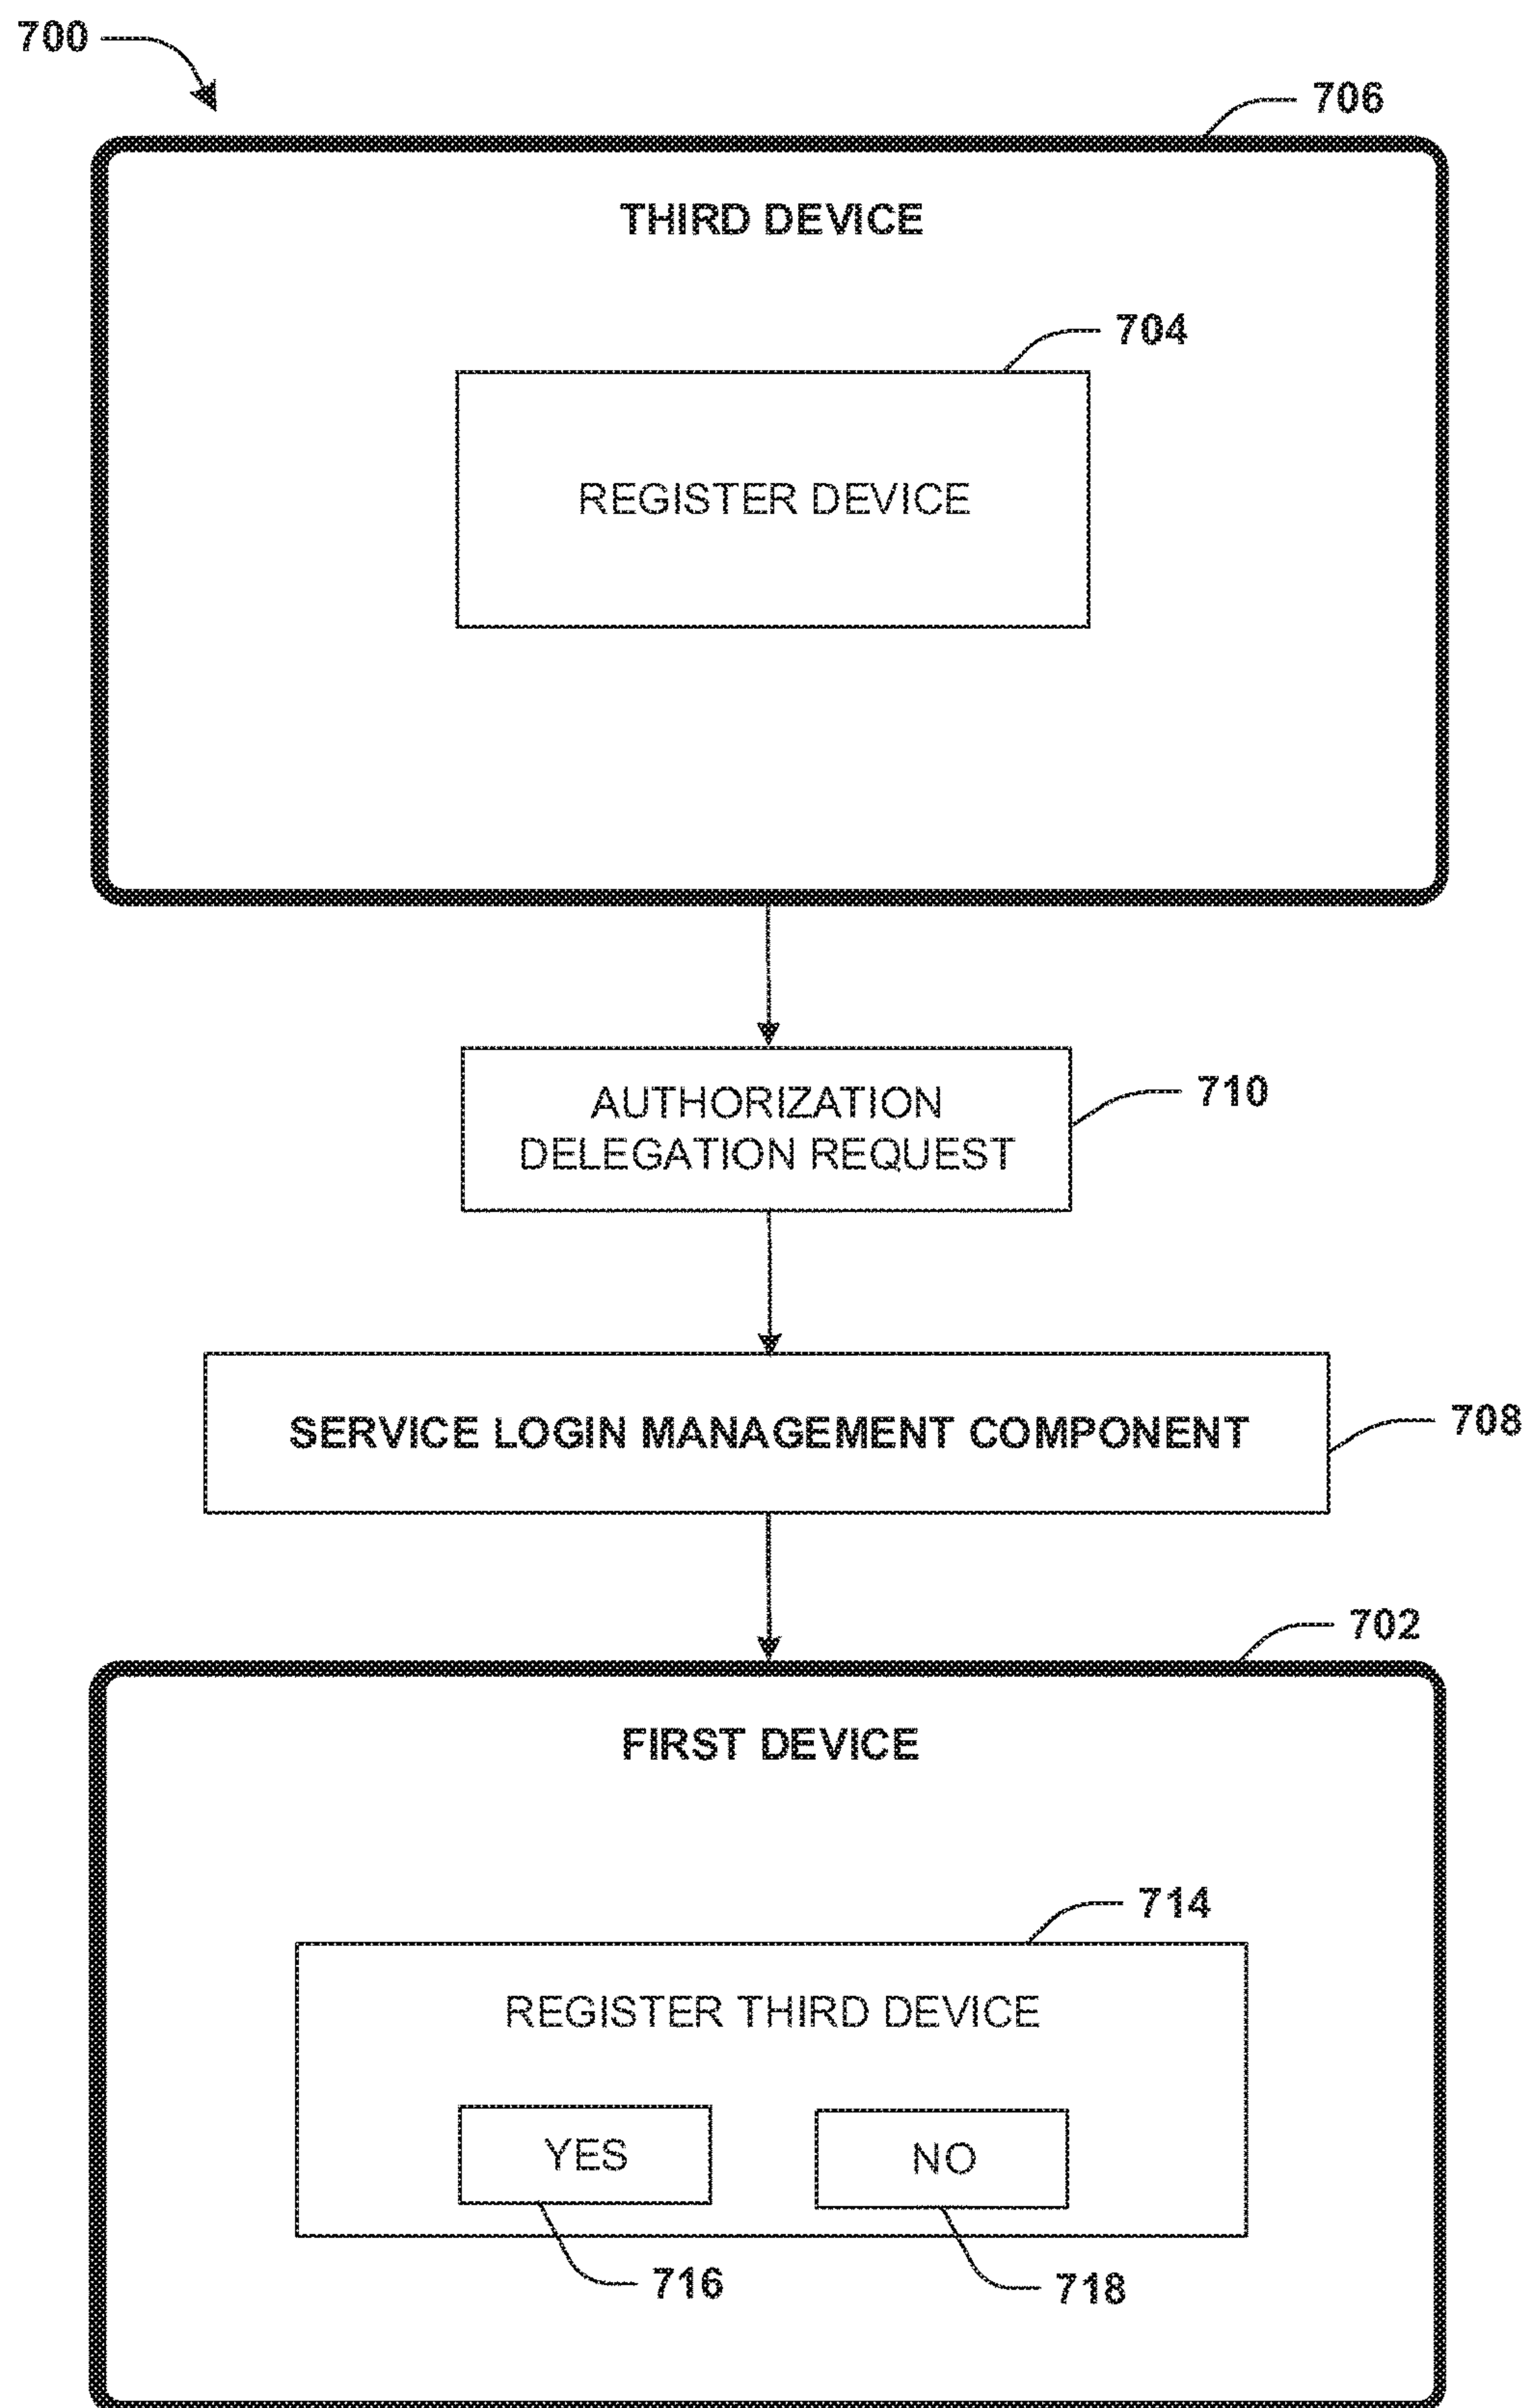 700
706
THIRD DEVICE
704
REGISTER DEVICE
AUTHORIZATION
DELEGATION REQUEST
710
SERVICE LOGIN MANAGEMENT COMPONENT
708
702
FIRST DEVICE
714
REGISTER THIRD DEVICE
YES
NO
716
718